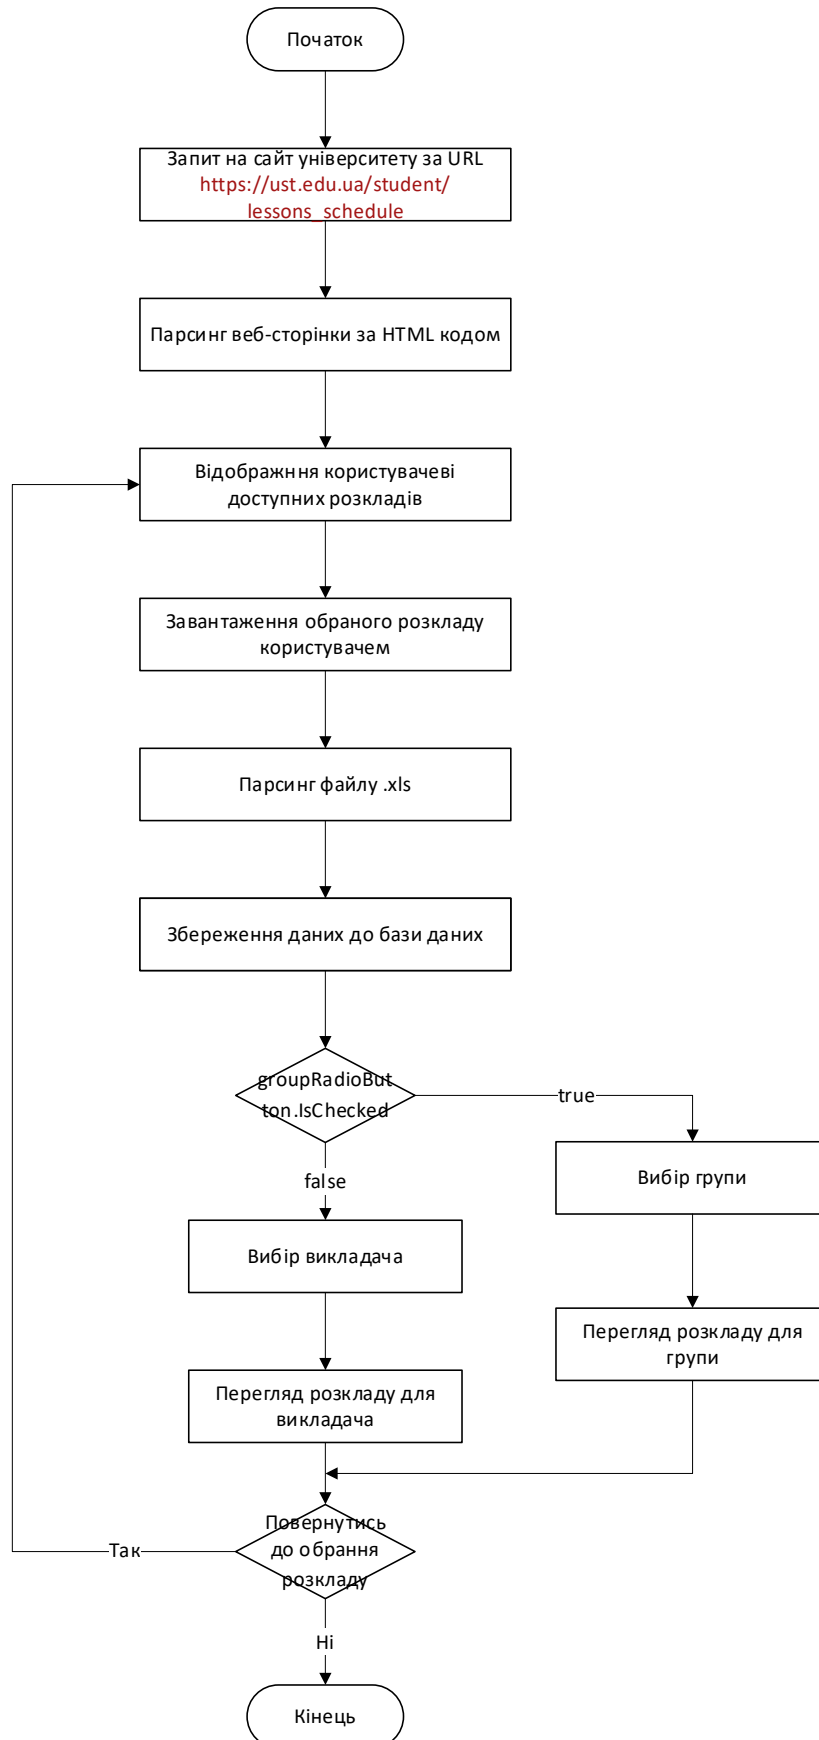 Початок
Запит на сайт університету за URL
https://ust.edu.ua/student/
lessons_schedule
Парсинг веб-сторінки за HTML кодом
Відображння користувачеві
доступних розкладів
Завантаження обраного розкладу
користувачем
Парсинг файлу .xls
Збереження даних до бази даних
groupRadioBut
ton.IsChecked
true
false
Вибір групи
Вибір викладача
Перегляд розкладу для
групи
Перегляд розкладу для
викладача
Повернутись
до обрання
розкладу
Так
Ні
Кінець